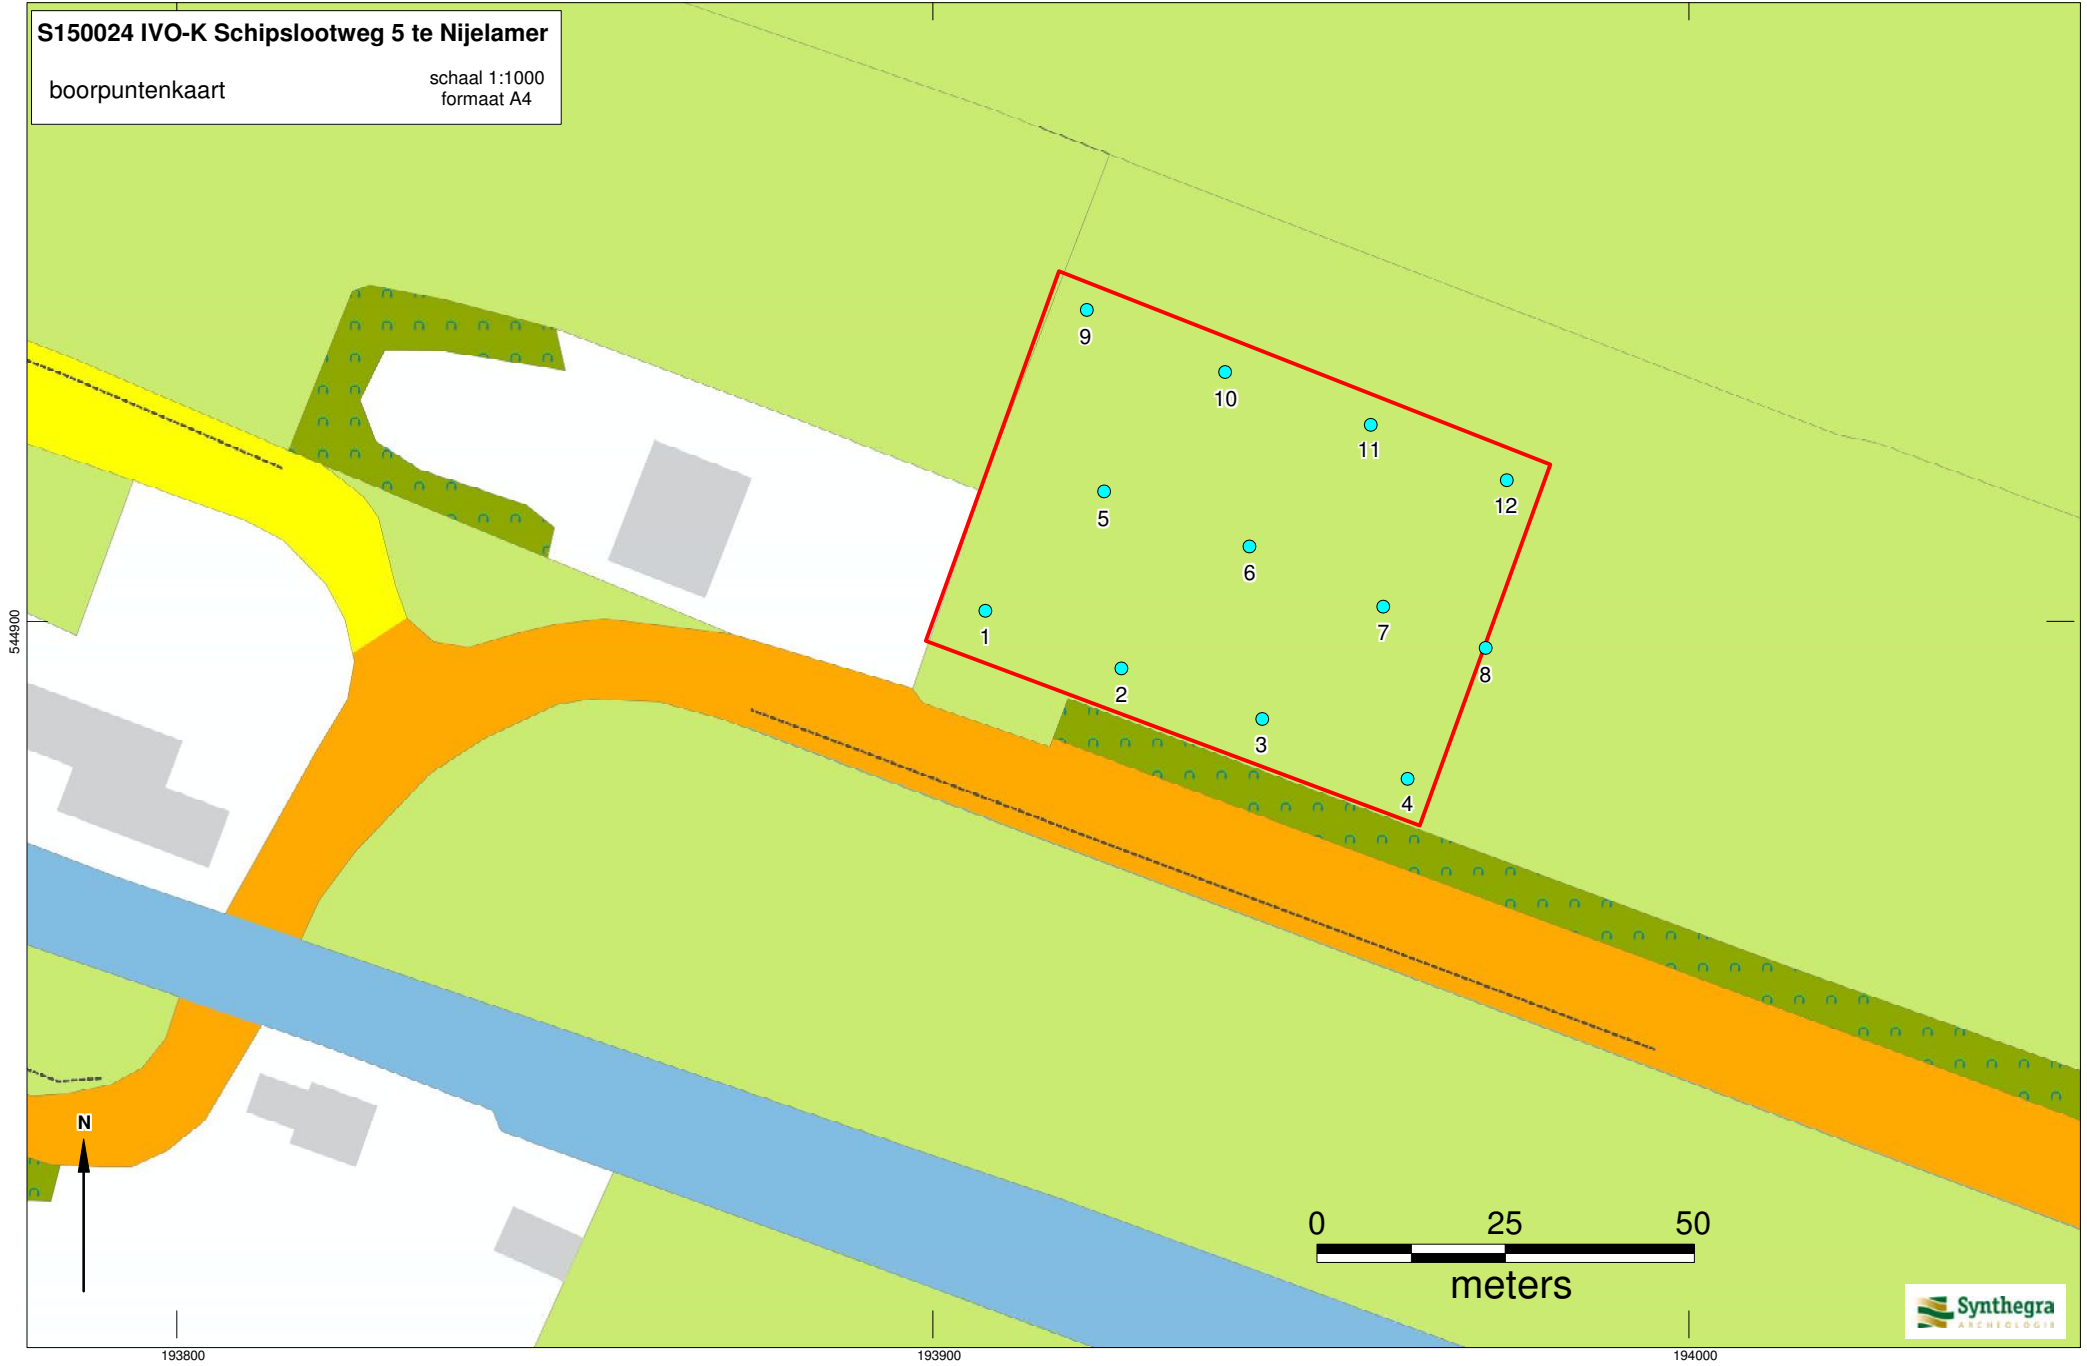 S150024 IVO-K Schipslootweg 5 te Nijelamer
boorpuntenkaart
schaal 1:1000
formaat A4
9
10
11
12
5
6
7
8
1
2
3
4
544900
N
0 25 50
meters
Synthegra
ARCHEOLOGIE
193800 193900 194000